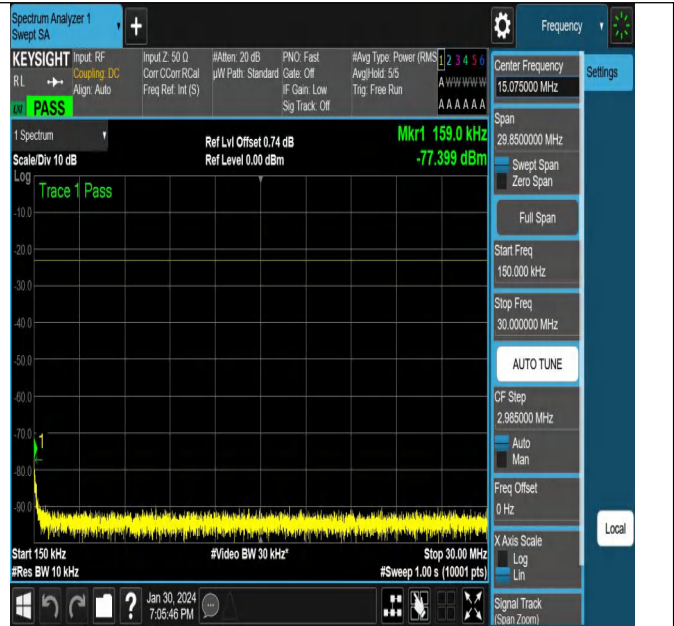 Spectrum Analyzer 1
Swept SA
Frequency
KEYSIGHT
RL
Input: RF
Coupling: DC
Align: Auto
Input Z: 50 Ω
Corr CCorr RCal
Freq Ref: Int (S)
#Atten: 20 dB
µW Path: Standard
PNO: Fast
Gate: Off
IF Gain: Low
Sig Track: Off
#Avg Type: Power (RMS
Avg|Hold: 5/5
Trig: Free Run
1 2 3 4 5 6
A W W W W W
A A A A A A
LXI PASS
1 Spectrum
Scale/Div 10 dB
Log
Ref Lvl Offset 0.74 dB
Ref Level 0.00 dBm
Mkr1 159.0 kHz
-77.399 dBm
Trace 1 Pass
-10.0
-20.0
-30.0
-40.0
-50.0
-60.0
-70.0
-80.0
-90.0
1
Start 150 kHz
#Res BW 10 kHz
#Video BW 30 kHz*
Stop 30.00 MHz
#Sweep 1.00 s (10001 pts)
Jan 30, 2024
7:05:46 PM
Center Frequency
15.075000 MHz
Settings
Span
29.8500000 MHz
Swept Span
Zero Span
Full Span
Start Freq
150.000 kHz
Stop Freq
30.000000 MHz
AUTO TUNE
CF Step
2.985000 MHz
Auto
Man
Freq Offset
0 Hz
Local
X Axis Scale
Log
Lin
Signal Track
(Span Zoom)